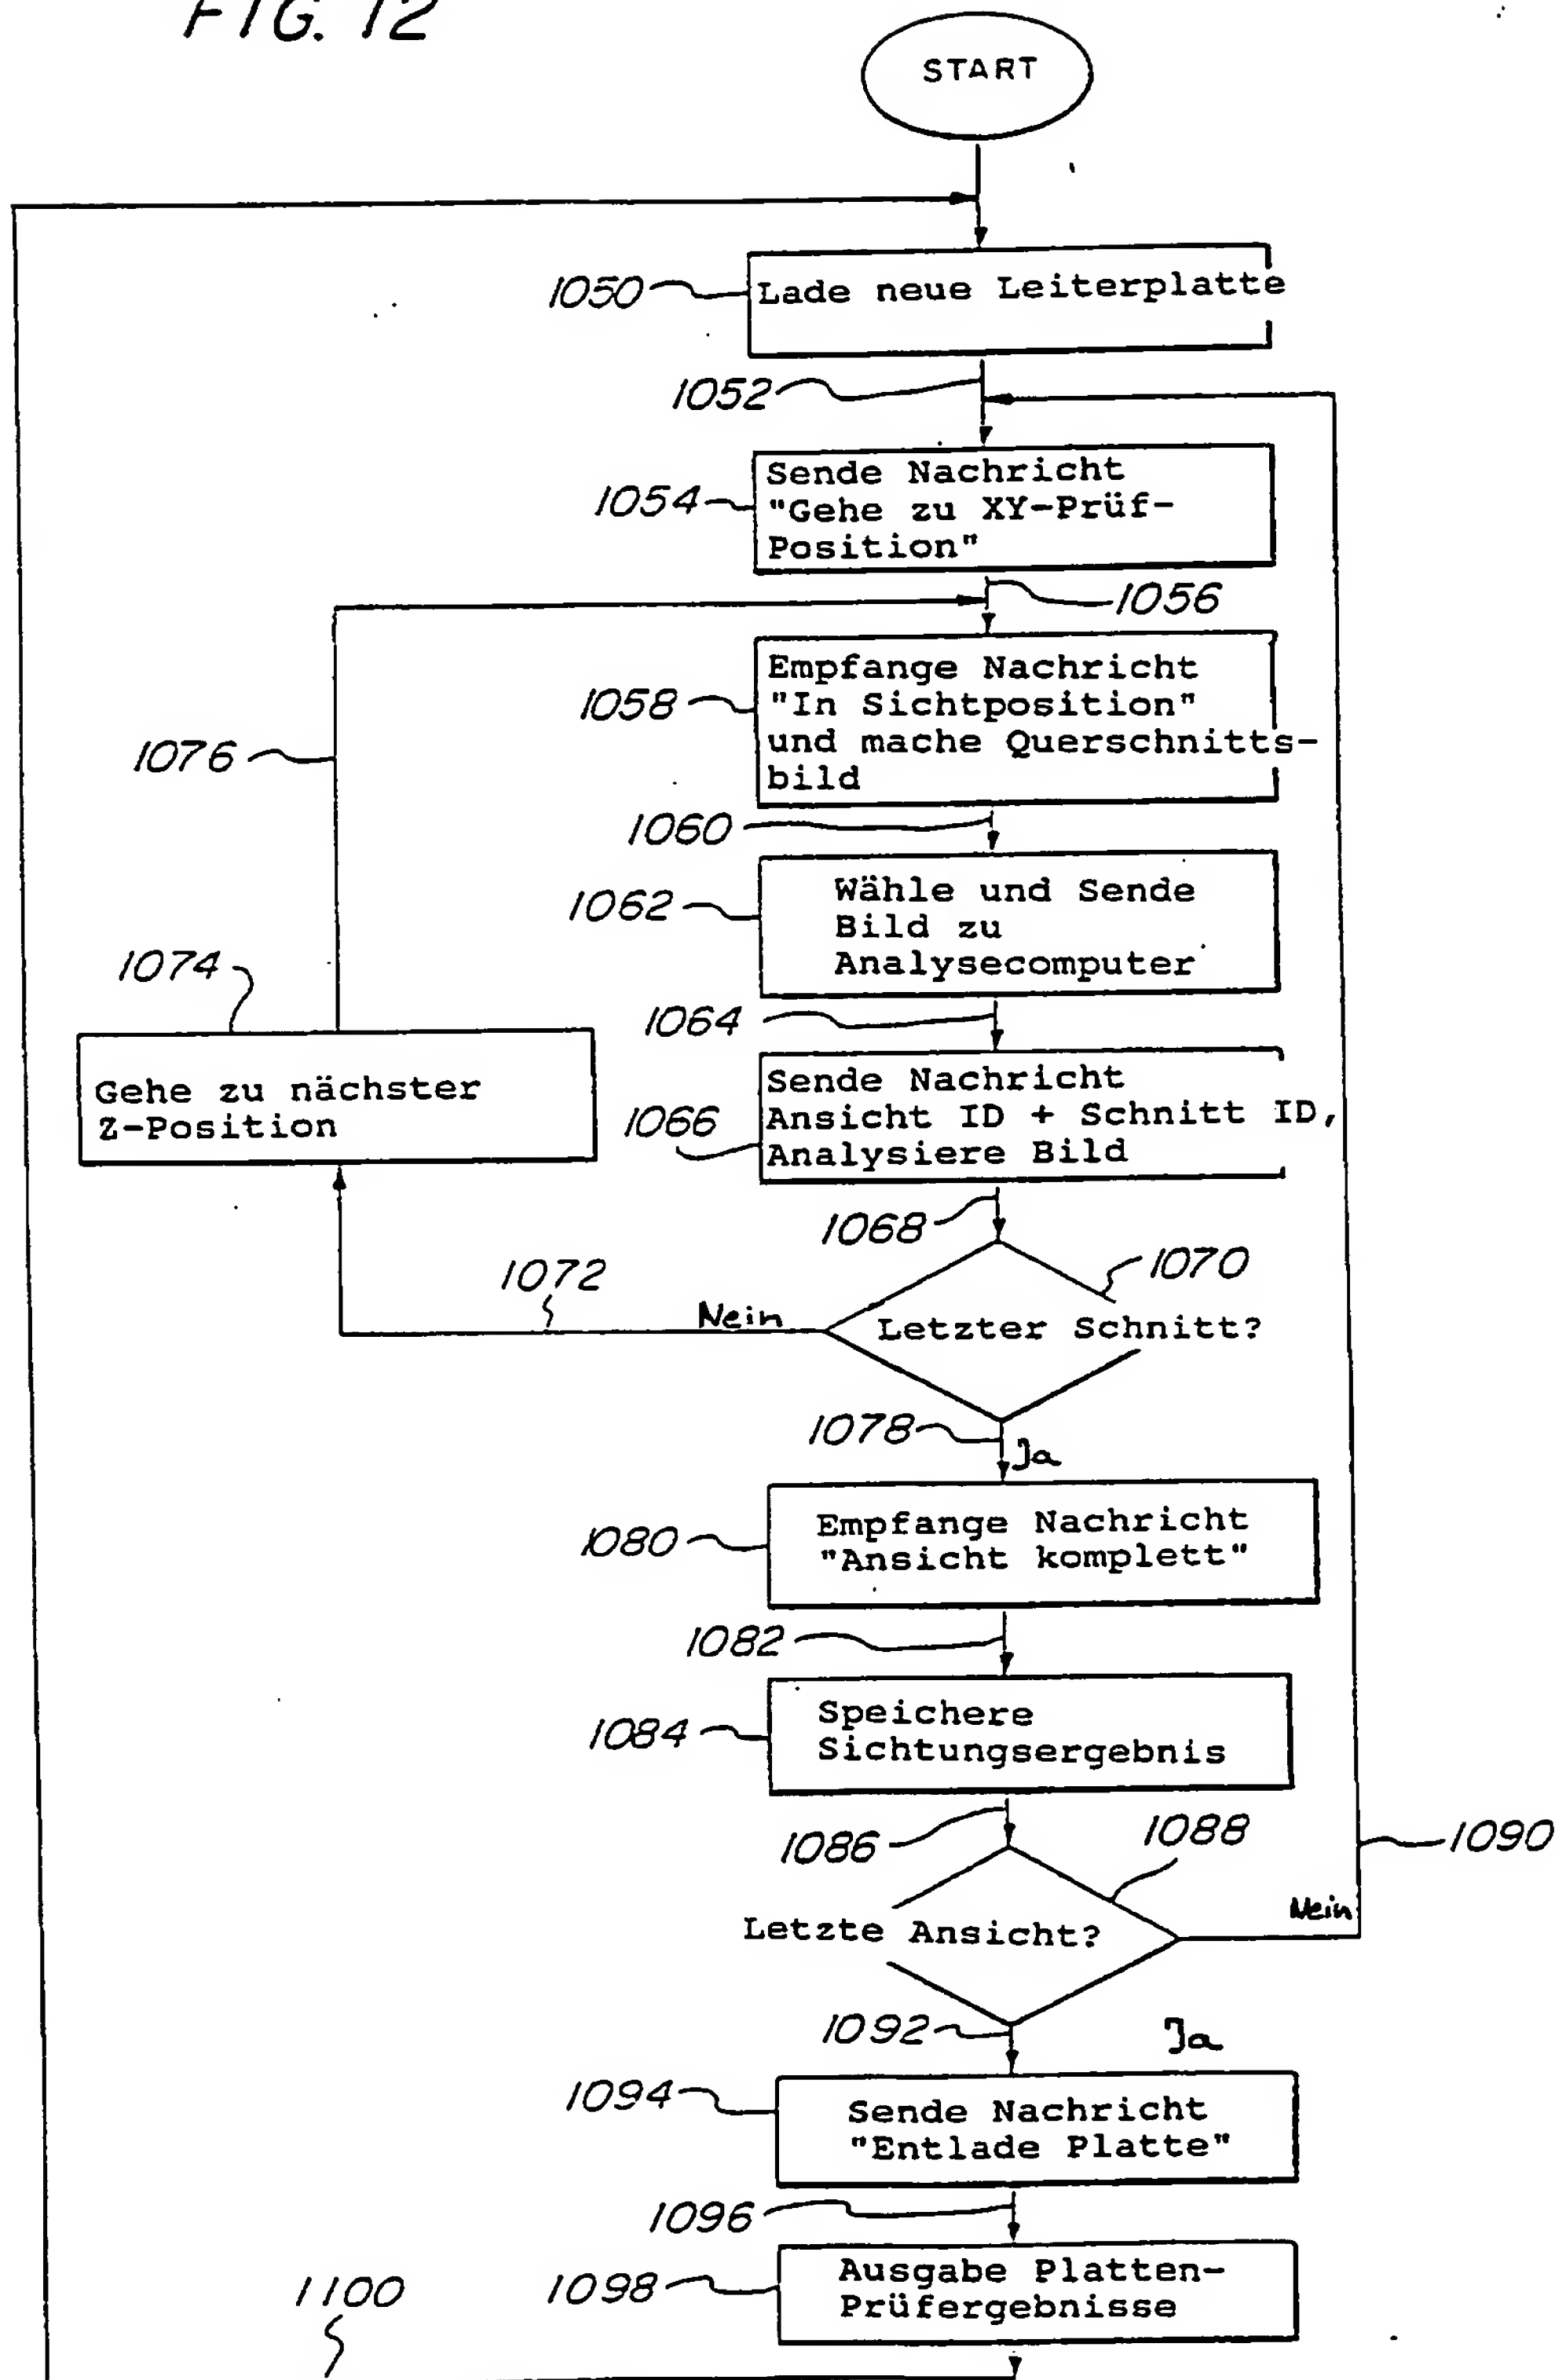 FIG. 12
START
1050
Lade neue Leiterplatte
1052
1054
Sende Nachricht
"Gehe zu XY-Prüf-
Position"
1056
1058
Empfange Nachricht
"In Sichtposition"
und mache Querschnitts-
bild
1076
1060
1062
Wähle und Sende
Bild zu
Analysecomputer
1074
1064
Gehe zu nächster
Z-Position
1066
Sende Nachricht
Ansicht ID + Schnitt ID,
Analysiere Bild
1068
1070
1072
Nein
Letzter Schnitt?
1078
Ja
1080
Empfange Nachricht
"Ansicht komplett"
1082
1084
Speichere
Sichtungsergebnis
1086
1088
1090
Letzte Ansicht?
Nein
1092
Ja
1094
Sende Nachricht
"Entlade Platte"
1096
1098
Ausgabe Platten-
Prüfergebnisse
1100